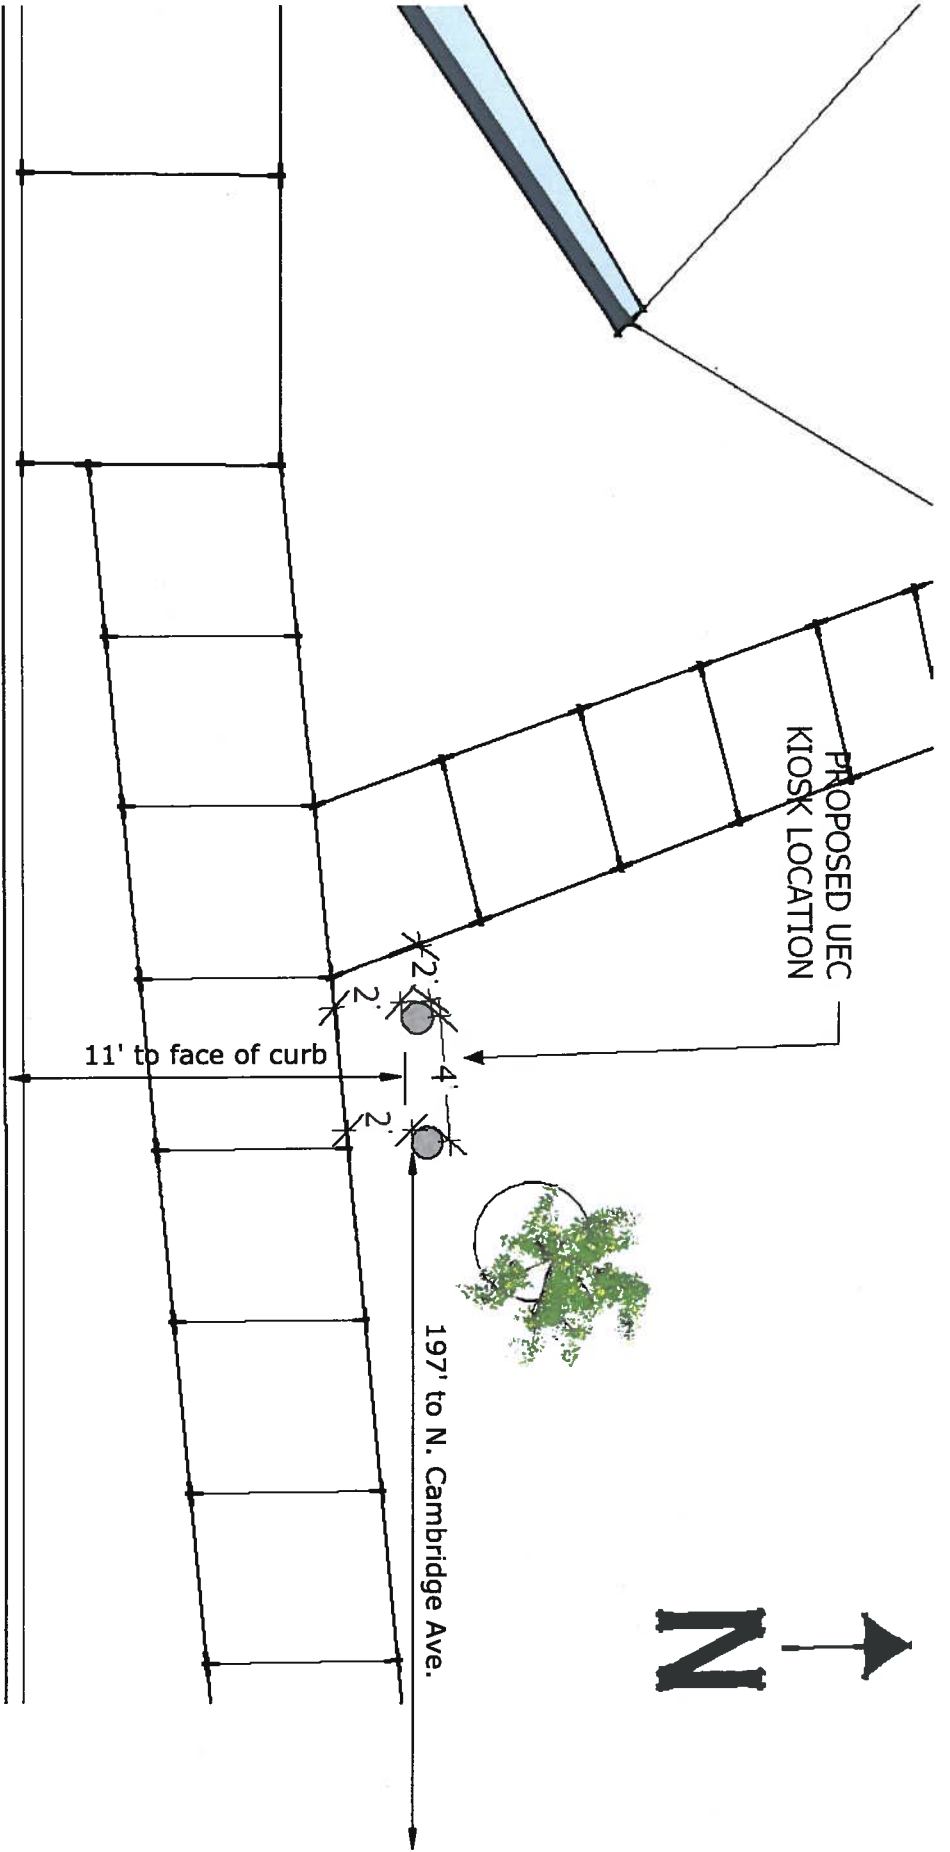 PROPOSED UEC
KIOSK LOCATION
2'
2'
4'
11' to face of curb
2'
197' to N. Cambridge Ave.
N